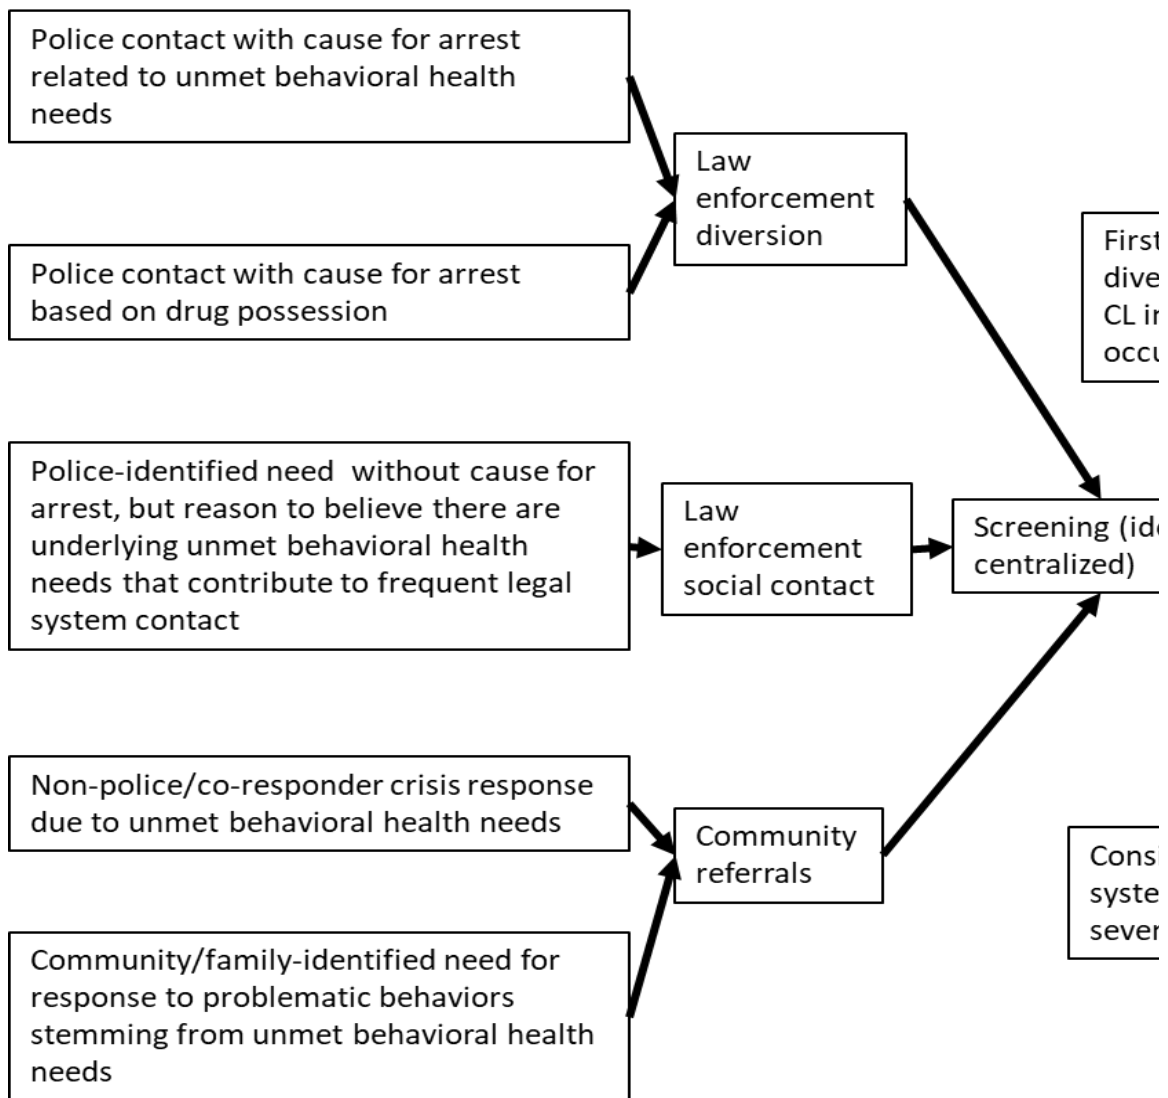 Police contact with cause for arrest
related to unmet behavioral health
needs
Police contact with cause for arrest
based on drug possession
Police-identified need  without cause for
arrest, but reason to believe there are
underlying unmet behavioral health
needs that contribute to frequent legal
system contact
Non-police/co-responder crisis response
due to unmet behavioral health needs
Community/family-identified need for
response to problematic behaviors
stemming from unmet behavioral health
needs
Law
enforcement
diversion
Law
enforcement
social contact
Community
referrals
First
CL
Screening
centralized)